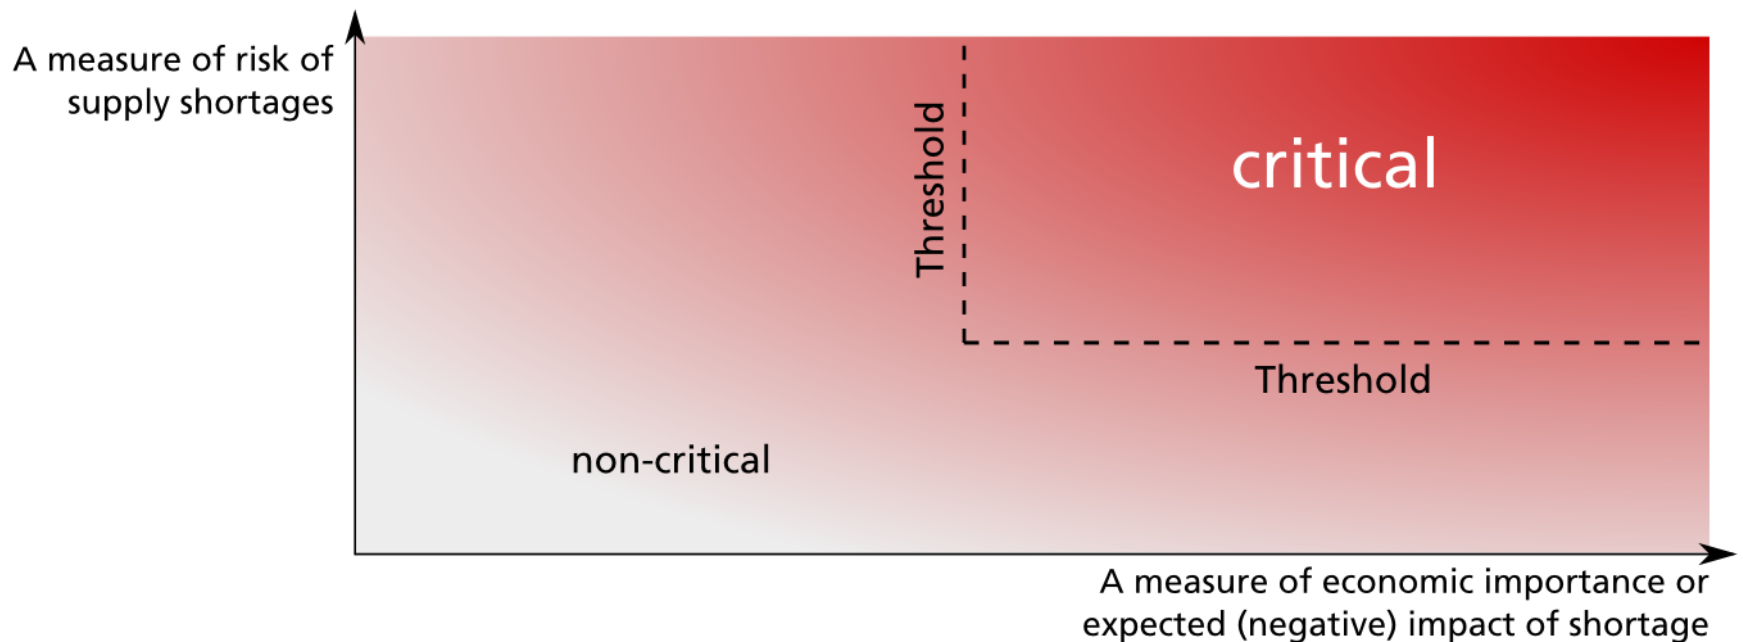 A measure of risk of
supply shortages
Threshold
critical
Threshold
non-critical
A measure of economic importance or
expected (negative) impact of shortage